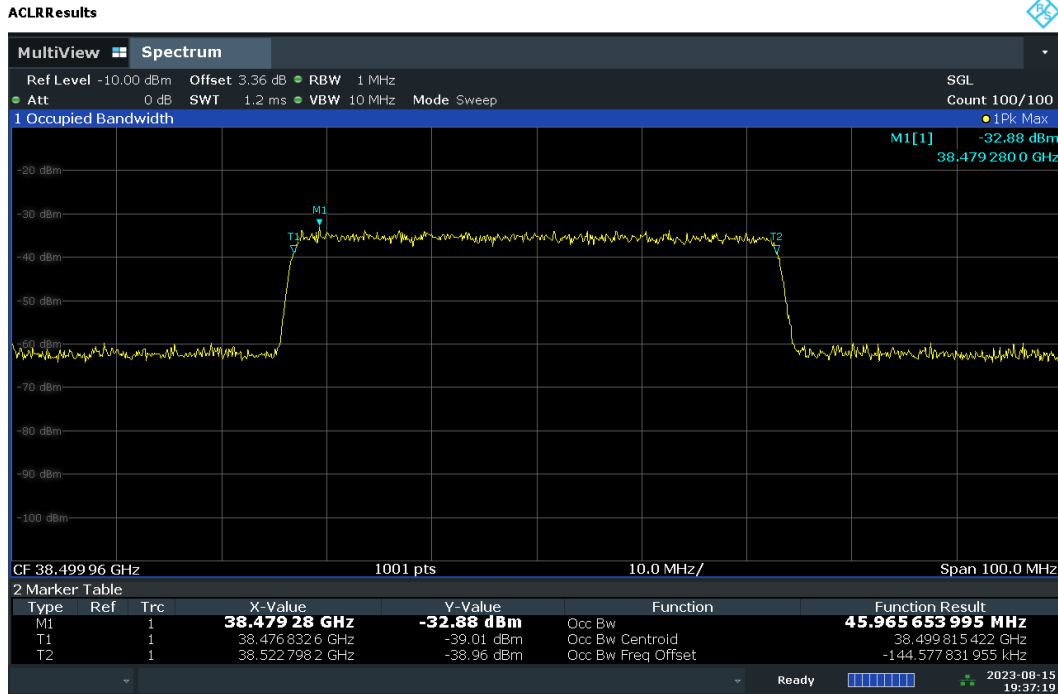 ACLRResults
R&S
MultiView Spectrum
Ref Level -10.00 dBm Offset 3.36 dB RBW 1 MHz SGL
Att 0 dB SWT 1.2 ms VBW 10 MHz Mode Sweep Count 100/100
1 Occupied Bandwidth 1Pk Max
M1[1] -32.88 dBm
38.479 280 0 GHz
-20 dBm
-30 dBm
M1
T1 T2
-40 dBm
-50 dBm
-60 dBm
-70 dBm
-80 dBm
-90 dBm
-100 dBm
CF 38.499 96 GHz 1001 pts 10.0 MHz/ Span 100.0 MHz
2 Marker Table
Type Ref Trc X-Value Y-Value Function Function Result
M1 1 38.479 28 GHz -32.88 dBm Occ Bw 45.965 653 995 MHz
T1 1 38.476 832 6 GHz -39.01 dBm Occ Bw Centroid 38.499 815 422 GHz
T2 1 38.522 798 2 GHz -38.96 dBm Occ Bw Freq Offset -144.577 831 955 kHz
Ready 2023-08-15
19:37:19